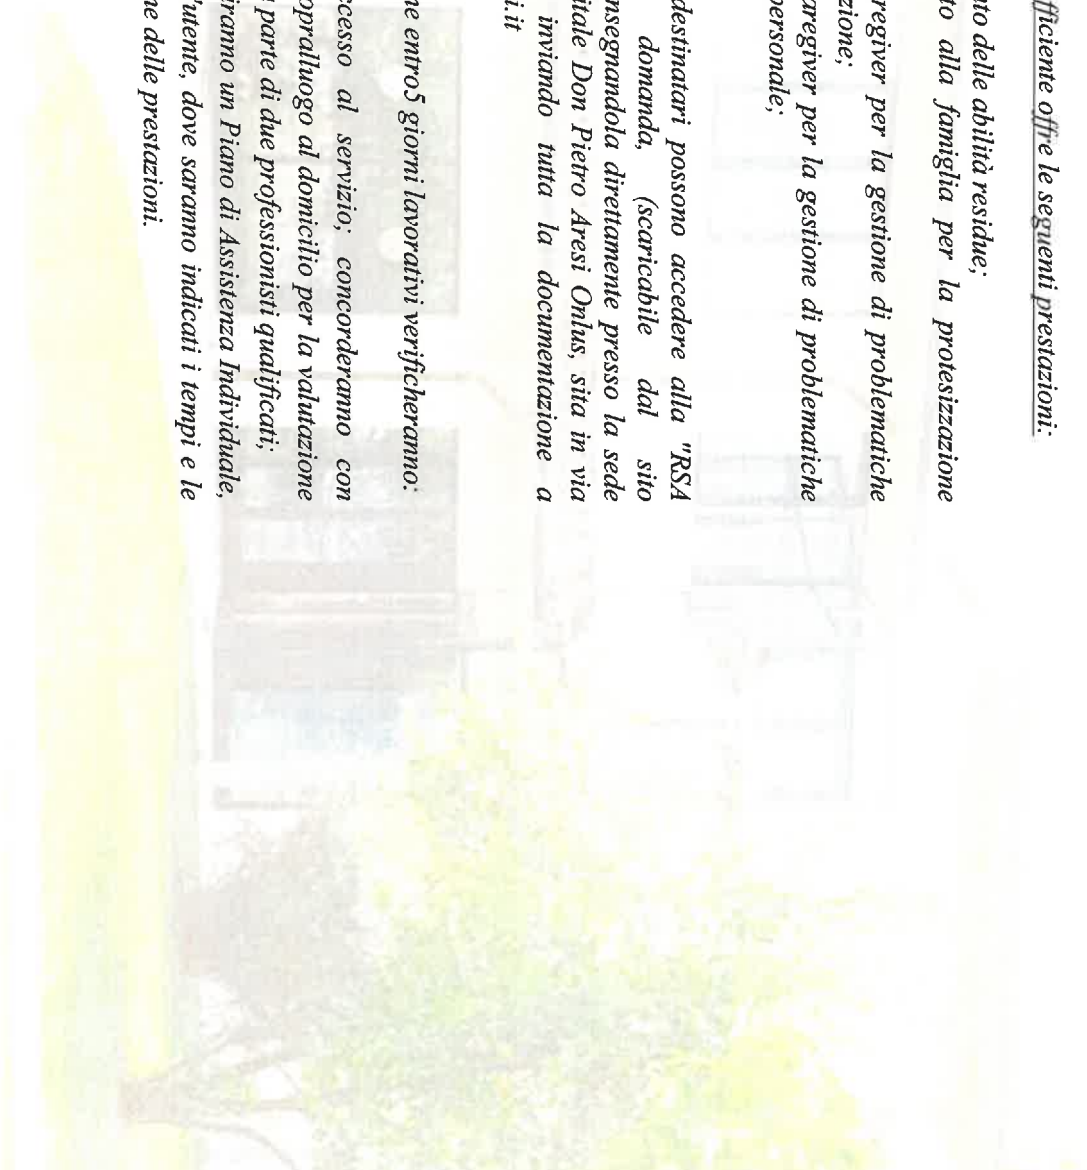 fficiente offre le seguenti prestazioni:
to delle abilità residue;
to alla famiglia per la protesizzazione
regiver per la gestione di problematiche
zione;
aregiver per la gestione di problematiche
personale;
destinatari possono accedere alla "RSA
domanda, (scaricabile dal sito
nsegnandola direttamente presso la sede
iale Don Pietro Aresi Onlus, sita in via
inviando tutta la documentazione a
i.it
ne entro5 giorni lavorativi verificheranno:
ccesso al servizio; concorderanno con
opralluogo al domicilio per la valutazione
parte di due professionisti qualificati;
iranno un Piano di Assistenza Individuale,
'utente, dove saranno indicati i tempi e le
ne delle prestazioni.